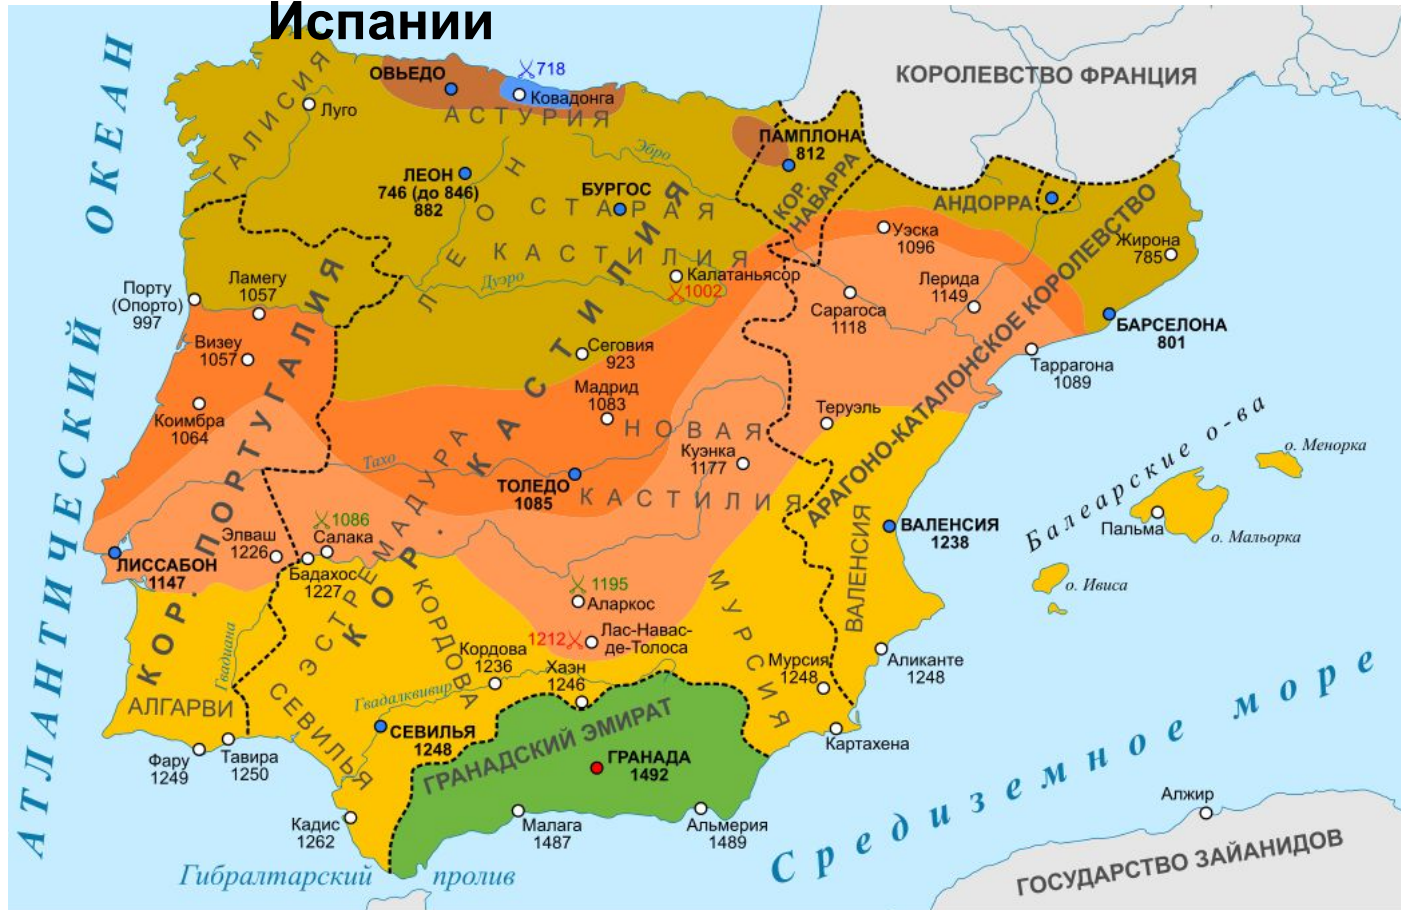 Испании
АТЛАНТИЧЕСКИЙ ОКЕАН
КОРОЛЕВСТВО ФРАНЦИЯ
ОВЬЕДО
718
Ковадонга
АСТУРИЯ
ГАЛИСИЯ
Луго
ЛЕОН
746 (до 846)
882
ЛЕОН
БУРГОС
СТАРАЯ
КАСТИЛИЯ
Эбро
ПАМПЛОНА
812
КОР.
НАВАРРА
АНДОРРА
Уэска
1096
Жирона
785
Лерида
1149
Сарагоса
1118
БАРСЕЛОНА
801
Таррагона
1089
АРАГОНО-КАТАЛОНСКОЕ КОРОЛЕВСТВО
Калатаньясор
1002
Дуэро
Порту
(Опорто)
997
Ламегу
1057
Визеу
1057
Коимбра
1064
КОР. ПОРТУГАЛИЯ
КОР. КАСТИЛИЯ
Сеговия
923
Мадрид
1083
НОВАЯ
КАСТИЛИЯ
Куэнка
1177
Теруэль
Тахо
ТОЛЕДО
1085
ЭСТРЕМАДУРА
1086
Салака
Элваш
1226
Бадахос
1227
ЛИССАБОН
1147
1195
Аларкос
1212
Лас-Навас-
де-Толоса
КОРДОВА
Кордова
1236
Хаэн
1246
МУРСИЯ
Мурсия
1248
ВАЛЕНСИЯ
ВАЛЕНСИЯ
1238
Аликанте
1248
Картахена
Балеарские о-ва
о. Менорка
Пальма
о. Мальорка
о. Ивиса
Гвадиана
Гвадалквивир
АЛГАРВИ
Фару
1249
Тавира
1250
СЕВИЛЬЯ
СЕВИЛЬЯ
1248
ГРАНАДСКИЙ ЭМИРАТ
ГРАНАДА
1492
Кадис
1262
Малага
1487
Альмерия
1489
Гибралтарский пролив
Средиземное море
Алжир
ГОСУДАРСТВО ЗАЙАНИДОВ